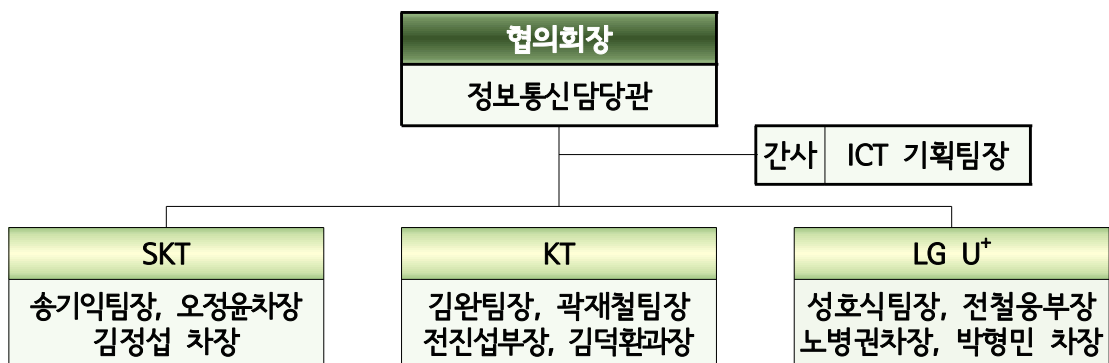 협의회장
정보통신담당관
간사 ICT 기획팀장
SKT
송기익팀장, 오정윤차장
김정섭 차장
KT
김완팀장, 곽재철팀장
전진섭부장, 김덕환과장
LG U⁺
성호식팀장, 전철웅부장
노병권차장, 박형민 차장